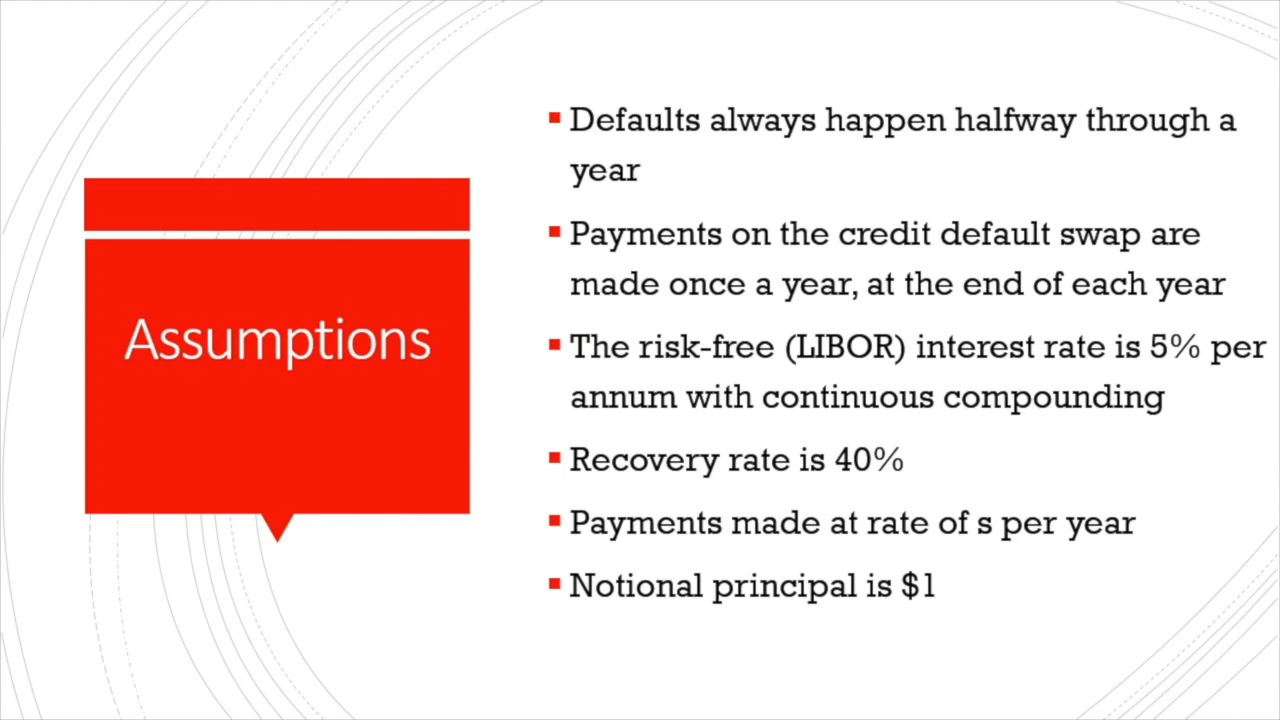 Assumptions
Defaults always happen halfway through a
year
Payments on the credit default swap are
made once a year, at the end of each year
The risk-free (LIBOR) interest rate is 5% per
annum with continuous compounding
Recovery rate is 40%
Payments made at rate of s per year
Notional principal is $1